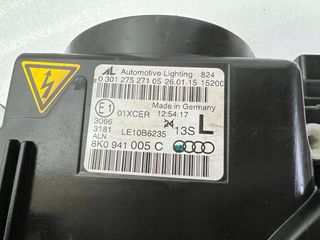 AL Automotive Lighting 824
0 301 275 271 05 26.01.15 15200
Made in Germany
E1 01XCER 12:54:17
3066 24 13S L
3181 LE10B6235
ALN
8K0 941 005 C